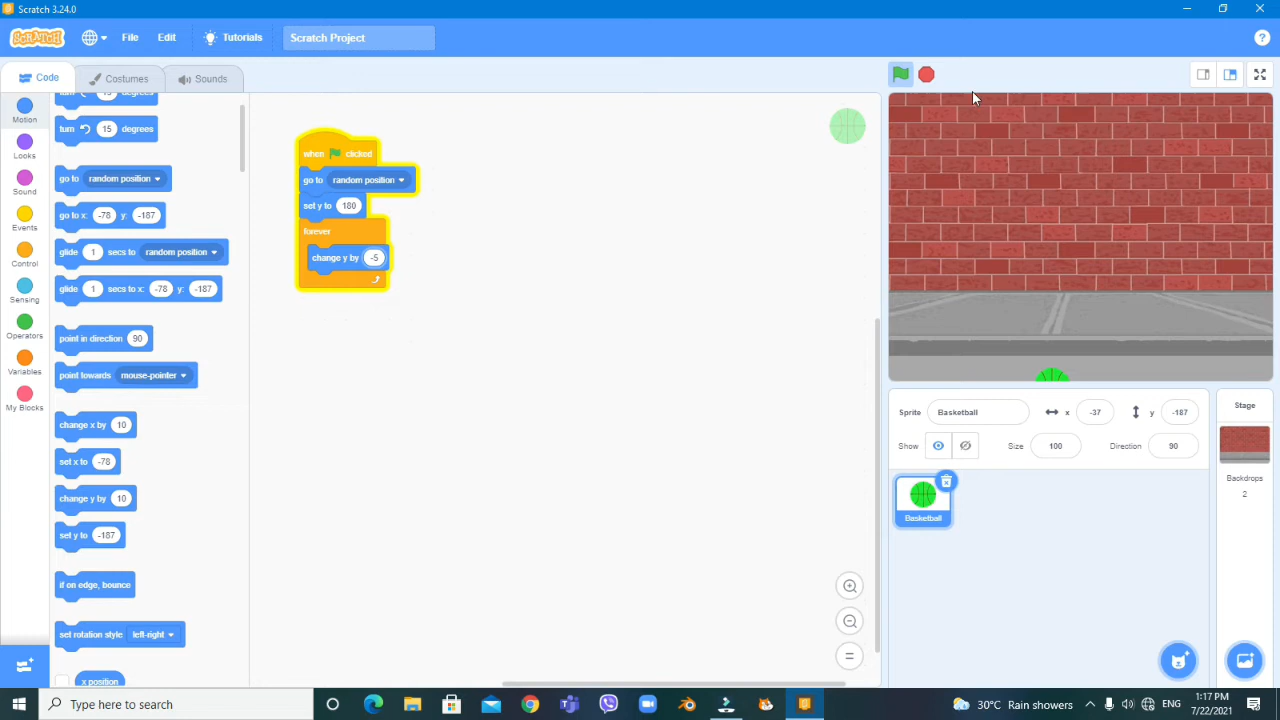 Scratch 3.24.0
SCRATCH
File
Edit
Tutorials
Scratch Project
Code
Costumes
Sounds
Motion
Looks
Sound
Events
Control
Sensing
Operators
Variables
My Blocks
turn 15 degrees
turn 15 degrees
go to random position
go to x: -78 y: -187
glide 1 secs to random position
glide 1 secs to x: -78 y: -187
point in direction 90
point towards mouse-pointer
change x by 10
set x to -78
change y by 10
set y to -187
if on edge, bounce
set rotation style left-right
x position
when clicked
go to random position
set y to 180
forever
change y by -5
Sprite Basketball x -37 y -187
Show Size 100 Direction 90
Basketball
Stage
Backdrops
2
Type here to search
30°C Rain showers
ENG
1:17 PM
7/22/2021